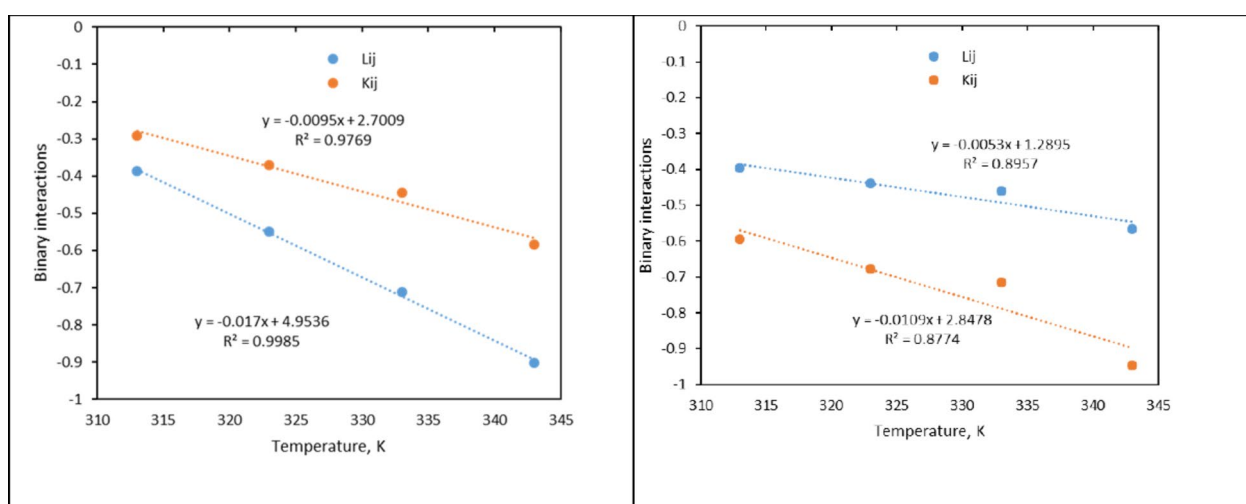 0
-0.1
-0.2
-0.3
-0.4
-0.5
-0.6
-0.7
-0.8
-0.9
-1
Binary interactions
Lij
Kij
y = -0.0095x + 2.7009
R² = 0.9769
y = -0.017x + 4.9536
R² = 0.9985
310 315 320 325 330 335 340 345
Temperature, K
0
-0.1
-0.2
-0.3
-0.4
-0.5
-0.6
-0.7
-0.8
-0.9
-1
Binary interactions
Lij
Kij
y = -0.0053x + 1.2895
R² = 0.8957
y = -0.0109x + 2.8478
R² = 0.8774
310 315 320 325 330 335 340 345
Temperature, K